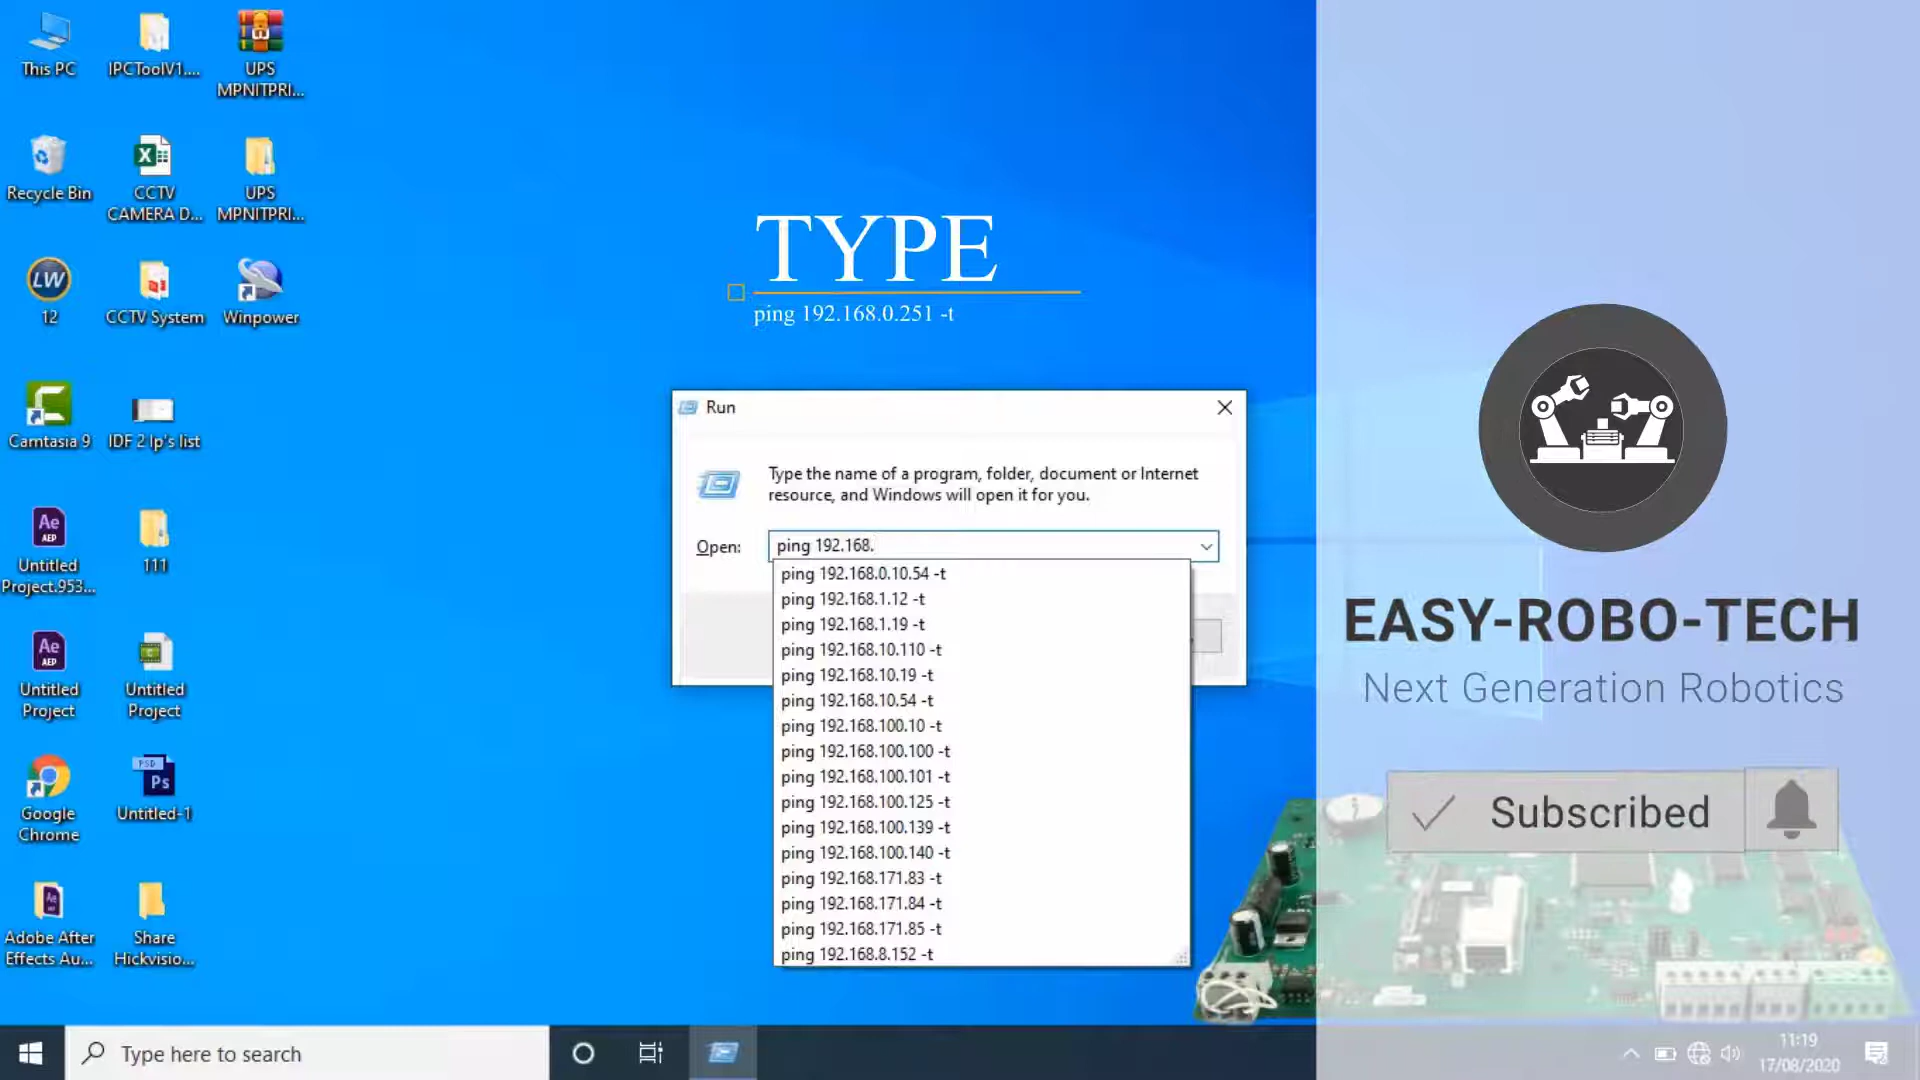 This PC
IPCToolV1....
UPS
MPNITPRI...
Recycle Bin
CCTV
CAMERA D...
UPS
MPNITPRI...
LW
12
CCTV System
Winpower
Camtasia 9
IDF 2 Ip's list
Ae
AEP
Untitled
Project.953...
111
Ae
AEP
Untitled
Project
Untitled
Project
Google
Chrome
PSD
Ps
Untitled-1
Adobe After
Effects Au...
Share
Hickvisio...
TYPE
ping 192.168.0.251 -t
Run
Type the name of a program, folder, document or Internet
resource, and Windows will open it for you.
Open:
ping 192.168.
ping 192.168.0.10.54 -t
ping 192.168.1.12 -t
ping 192.168.1.19 -t
ping 192.168.10.110 -t
ping 192.168.10.19 -t
ping 192.168.10.54 -t
ping 192.168.100.10 -t
ping 192.168.100.100 -t
ping 192.168.100.101 -t
ping 192.168.100.125 -t
ping 192.168.100.139 -t
ping 192.168.100.140 -t
ping 192.168.171.83 -t
ping 192.168.171.84 -t
ping 192.168.171.85 -t
ping 192.168.8.152 -t
EASY-ROBO-TECH
Next Generation Robotics
Subscribed
Type here to search
11:19
17/08/2020